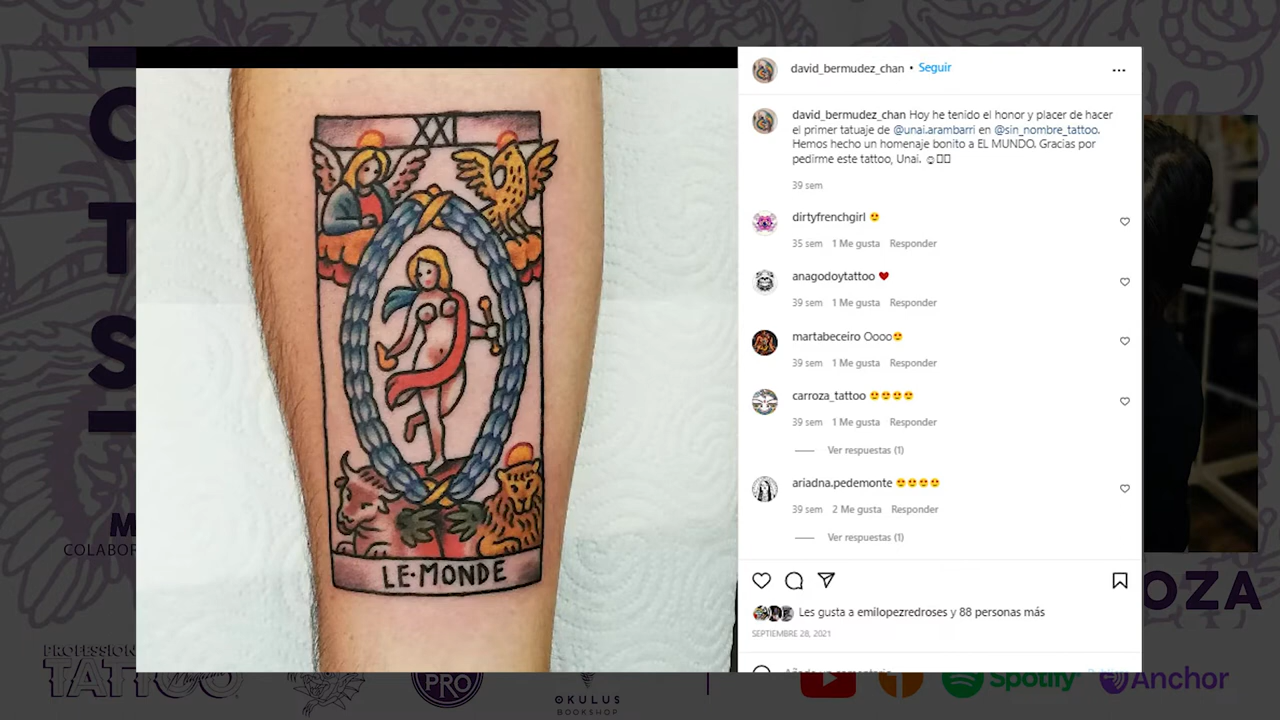 XXI
LE·MONDE
david_bermudez_chan • Seguir
david_bermudez_chan Hoy he tenido el honor y placer de hacer
el primer tatuaje de @unai.arambarri en @sin_nombre_tattoo.
Hemos hecho un homenaje bonito a EL MUNDO. Gracias por
pedirme este tattoo, Unai.
39 sem
dirtyfrenchgirl
35 sem 1 Me gusta Responder
anagodoytattoo
39 sem 1 Me gusta Responder
martabeceiro Oooo
39 sem 1 Me gusta Responder
carroza_tattoo
39 sem 1 Me gusta Responder
Ver respuestas (1)
ariadna.pedemonte
39 sem 2 Me gusta Responder
Ver respuestas (1)
Les gusta a emilopezredroses y 88 personas más
SEPTIEMBRE 28, 2021
O
T
S
M
COLABOR
OZA
PROFESSION
TATTOO
PRO
OKULUS
BOOKSHOP
Spotify
Anchor